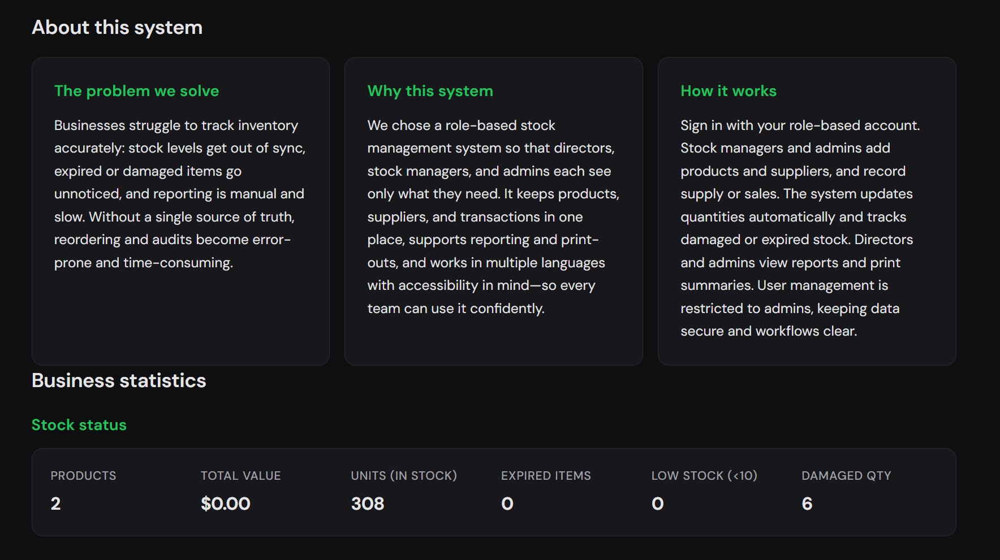 About this system
The problem we solve
Businesses struggle to track inventory
accurately: stock levels get out of sync,
expired or damaged items go
unnoticed, and reporting is manual and
slow. Without a single source of truth,
reordering and audits become error-
prone and time-consuming.
Why this system
We chose a role-based stock
management system so that directors,
stock managers, and admins each see
only what they need. It keeps products,
suppliers, and transactions in one
place, supports reporting and print-
outs, and works in multiple languages
with accessibility in mind—so every
team can use it confidently.
How it works
Sign in with your role-based account.
Stock managers and admins add
products and suppliers, and record
supply or sales. The system updates
quantities automatically and tracks
damaged or expired stock. Directors
and admins view reports and print
summaries. User management is
restricted to admins, keeping data
secure and workflows clear.
Business statistics
Stock status
PRODUCTS
2
TOTAL VALUE
$0.00
UNITS (IN STOCK)
308
EXPIRED ITEMS
0
LOW STOCK (<10)
0
DAMAGED QTY
6